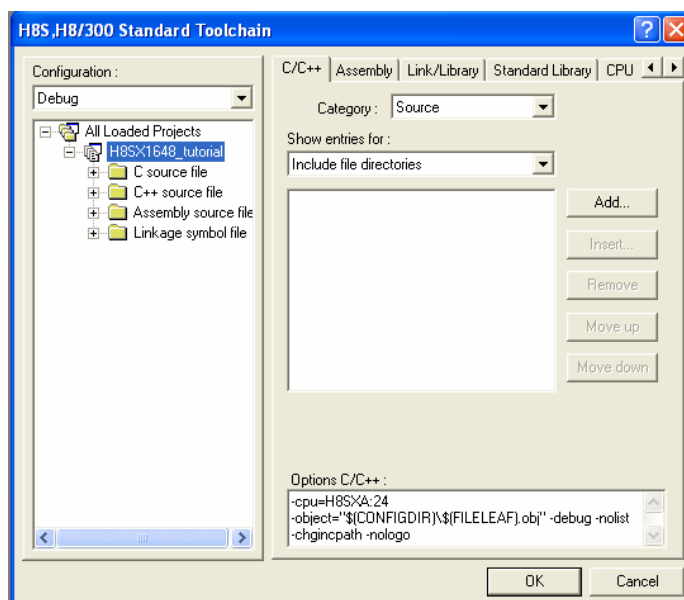 H8S,H8/300 Standard Toolchain
Configuration :
Debug
All Loaded Projects
H8SX1648_tutorial
C source file
C++ source file
Assembly source file
Linkage symbol file
C/C++ Assembly Link/Library Standard Library CPU
Category : Source
Show entries for :
Include file directories
Add...
Insert...
Remove
Move up
Move down
Options C/C++ :
-cpu=H8SXA:24
-object="$(CONFIGDIR)\$(FILELEAF).obj" -debug -nolist
-chgincpath -nologo
OK Cancel